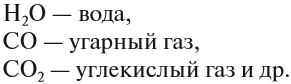 H₂O — вода,
CO — угарный газ,
CO₂ — углекислый газ и др.